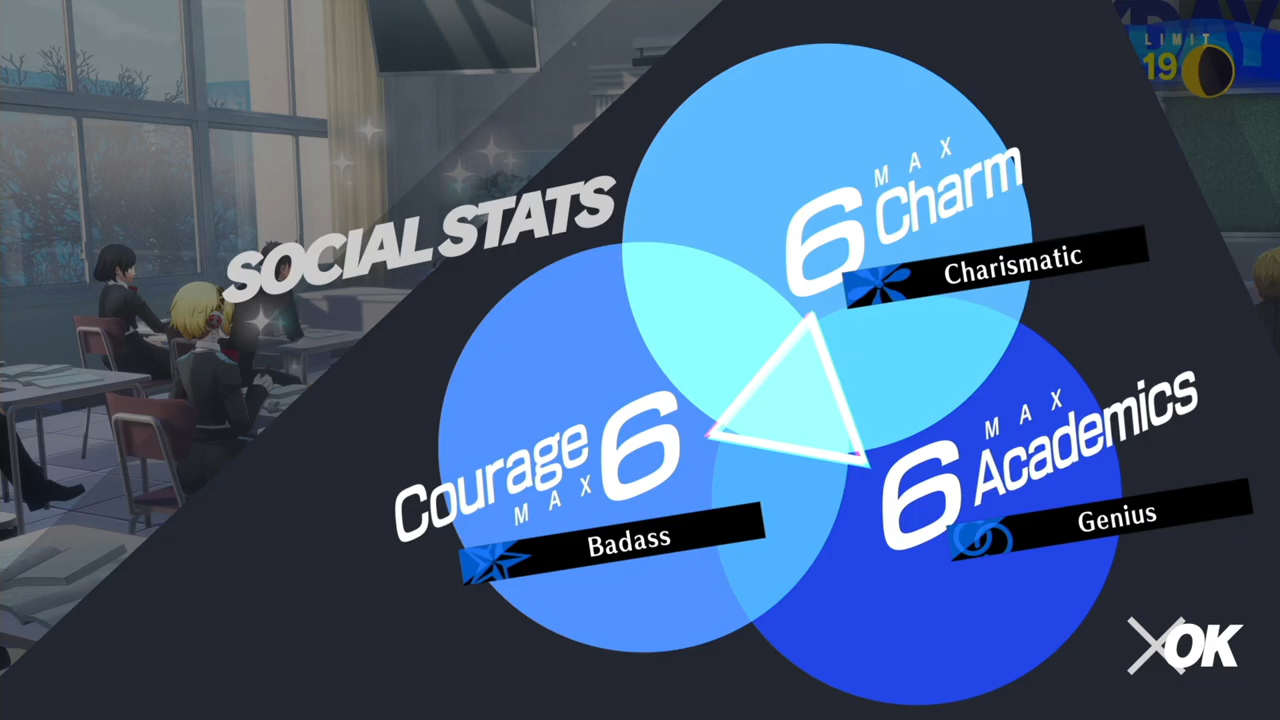 LIMIT
19
SOCIAL STATS
MAX
6 Charm
Charismatic
Courage 6
MAX
Badass
MAX
6 Academics
Genius
OK